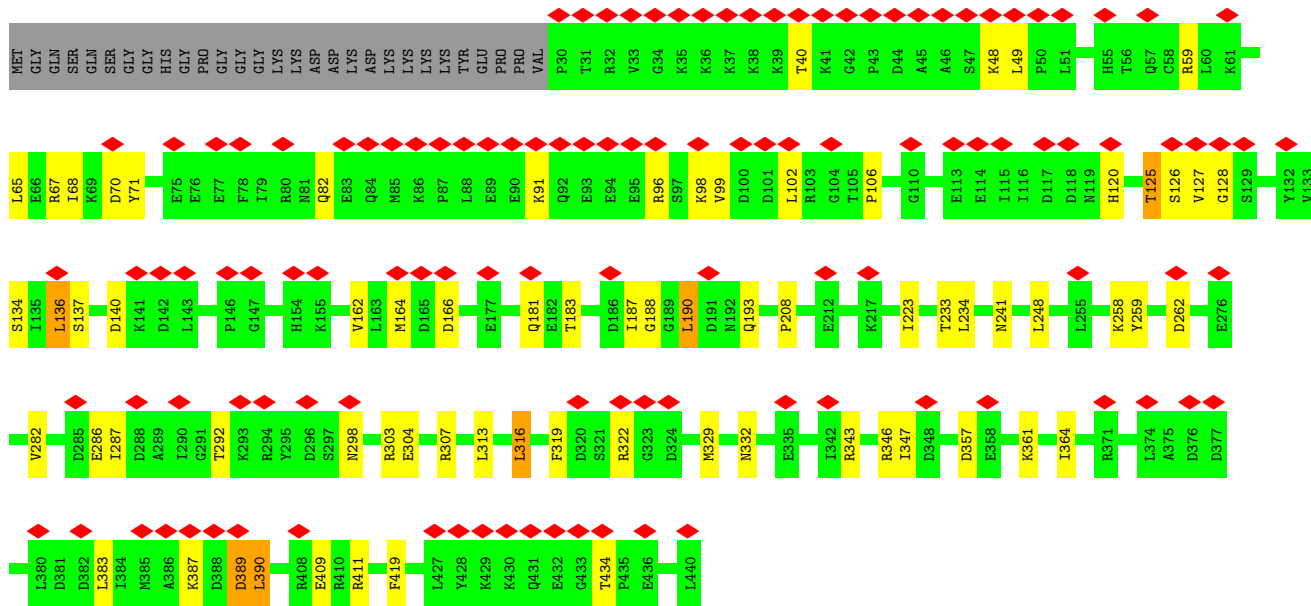 MET GLY GLN SER GLN SER GLY GLY HIS GLY PRO GLY GLY GLY LYS LYS ASP ASP LYS ASP LYS LYS LYS LYS TYR GLU PRO PRO VAL P30 T31 R32 V33 G34 K35 K36 K37 K38 K39 T40 K41 G42 P43 D44 A45 A46 S47 K48 L49 P50 L51 H55 T56 Q57 C58 R59 L60 K61
L65 E66 R67 I68 K69 D70 Y71 E75 E76 E77 F78 I79 R80 N81 Q82 E83 Q84 M85 K86 P87 L88 E89 E90 K91 Q92 E93 E94 E95 R96 S97 K98 V99 D100 D101 L102 R103 G104 T105 P106 G110 E113 E114 I115 I116 D117 D118 N119 H120 T125 S126 V127 G128 S129 Y132 V133
S134 I135 L136 S137 D140 K141 D142 L143 P146 G147 H154 K155 V162 L163 M164 D165 D166 E177 Q181 E182 T183 D186 I187 G188 G189 L190 D191 N192 Q193 P208 E212 K217 I223 T233 L234 N241 L248 L255 K258 Y259 D262 E276
V282 D285 E286 I287 D288 A289 I290 G291 T292 K293 R294 Y295 D296 S297 N298 R303 E304 R307 L313 L316 F319 D320 S321 R322 G323 D324 M329 N332 E335 I342 R343 R346 I347 D348 D357 E358 K361 I364 R371 L374 A375 D376 D377
L380 D381 D382 L383 I384 M385 A386 K387 D388 D389 L390 R408 E409 R410 R411 F419 L427 Y428 K429 K430 Q431 E432 G433 T434 P435 E436 L440